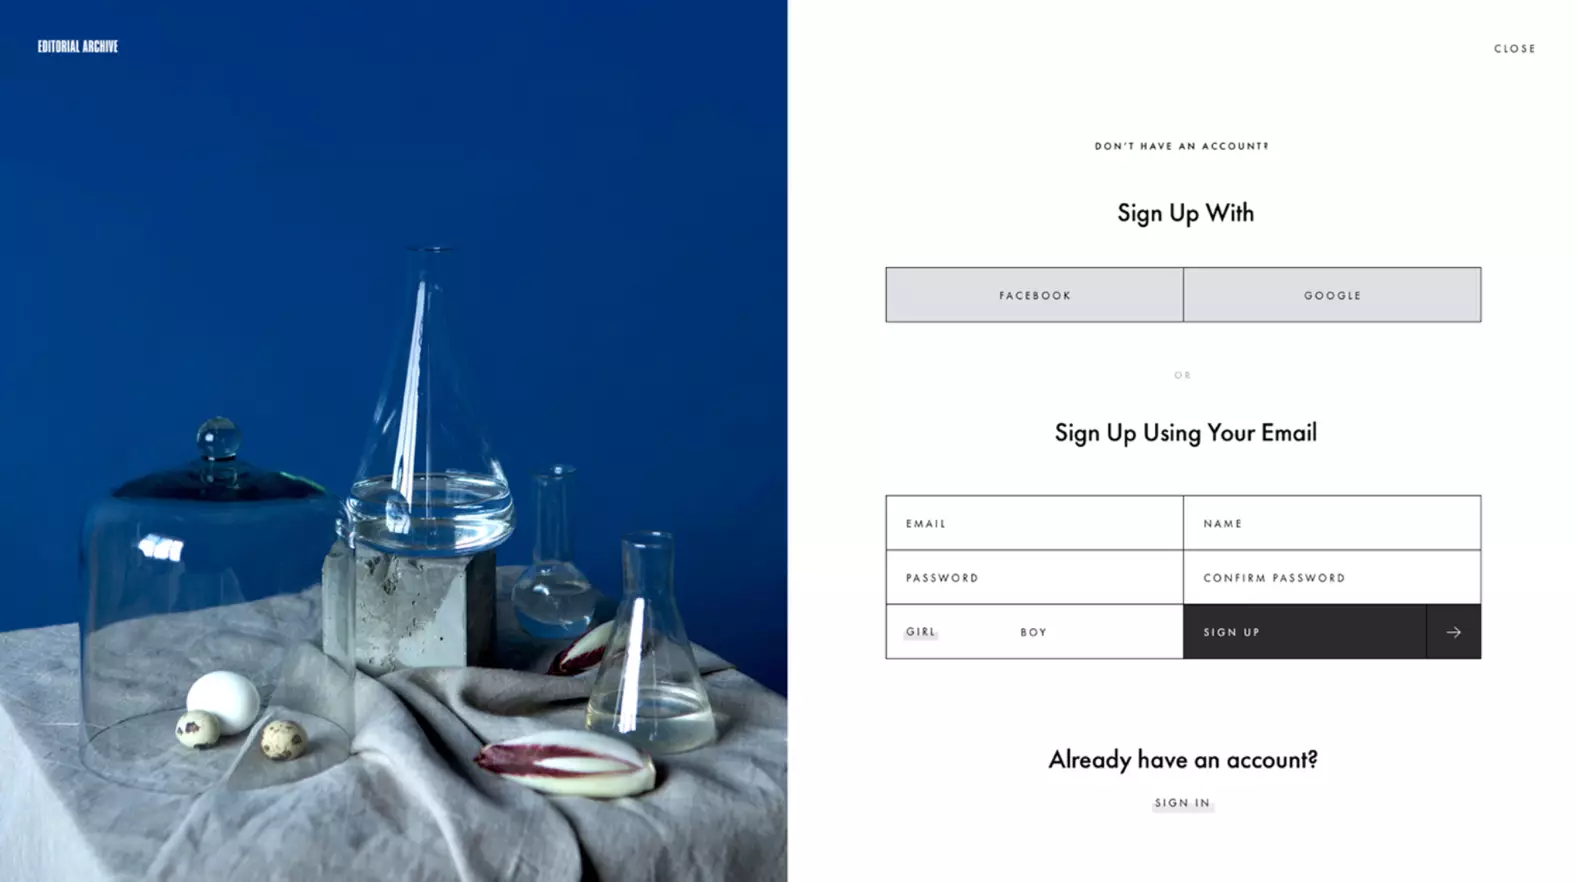 EDITORIAL ARCHIVE
CLOSE
DON'T HAVE AN ACCOUNT?
Sign Up With
FACEBOOK
GOOGLE
OR
Sign Up Using Your Email
EMAIL
NAME
PASSWORD
CONFIRM PASSWORD
GIRL
BOY
SIGN UP
Already have an account?
SIGN IN